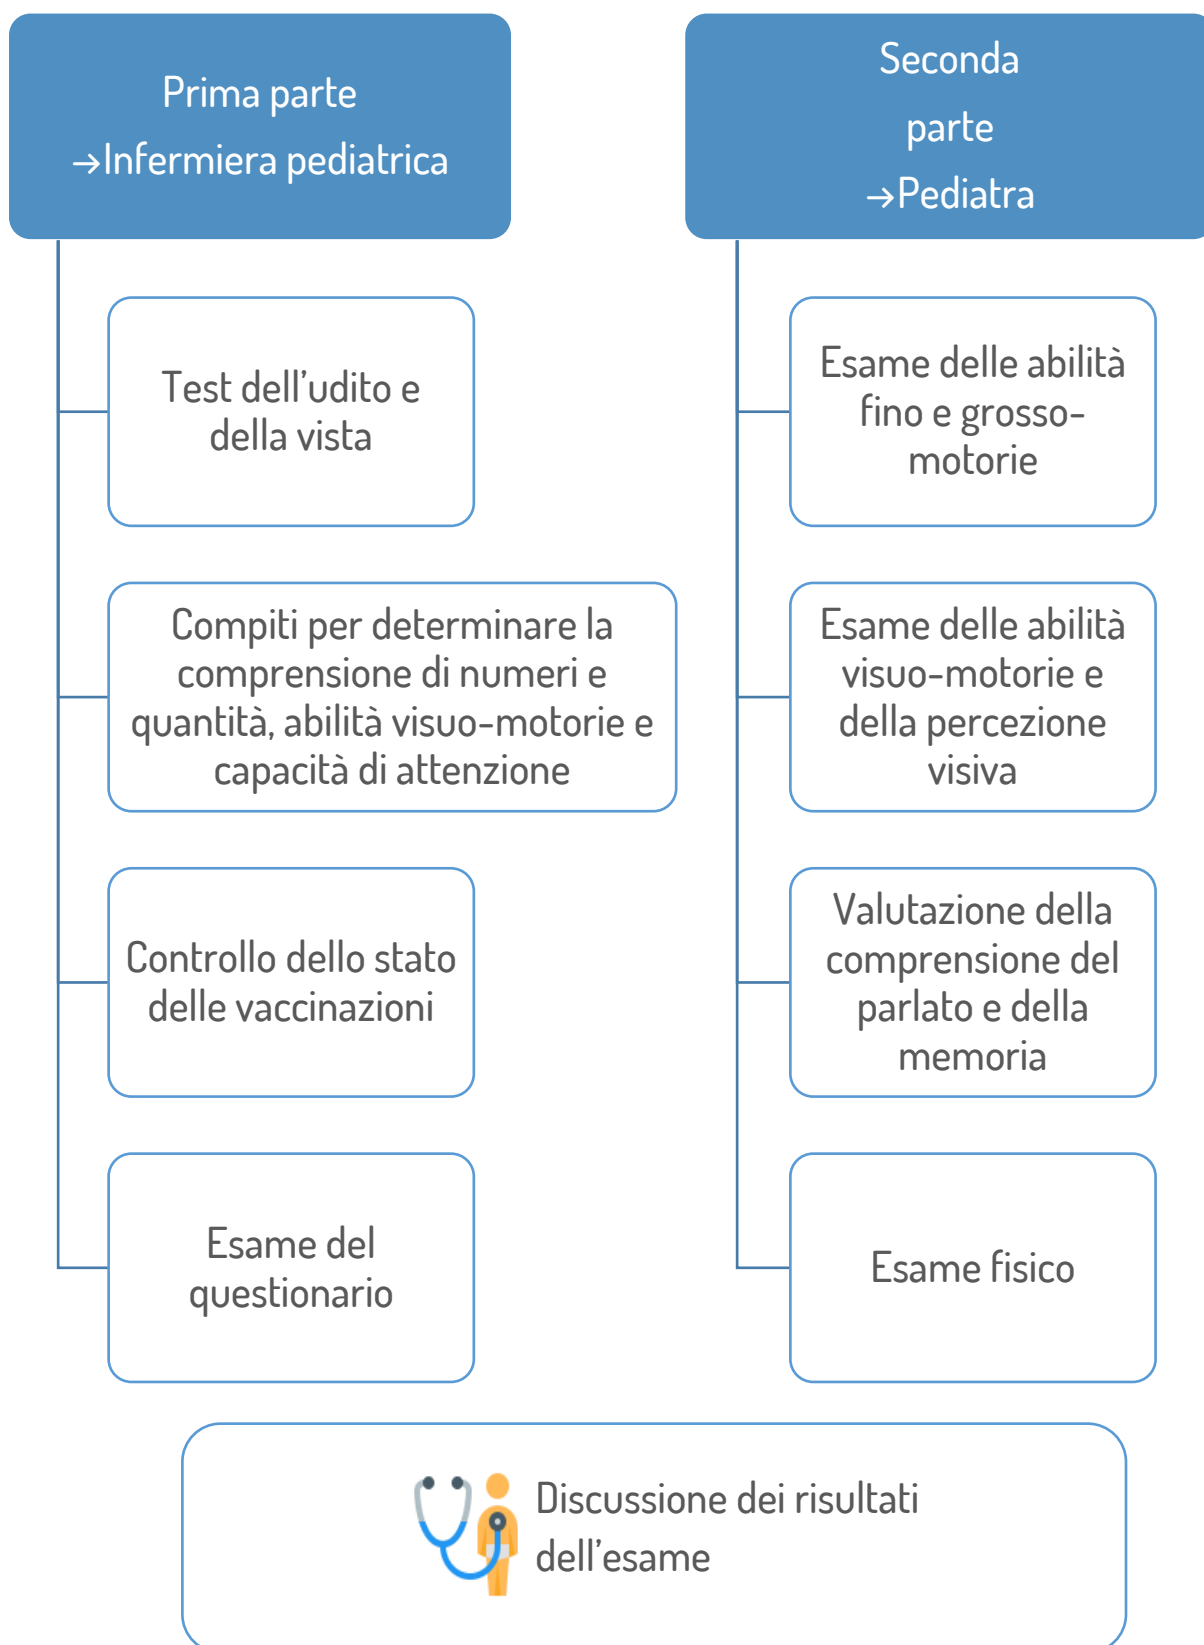 Prima parte
→Infermiera pediatrica
Test dell’udito e
della vista
Compiti per determinare la
comprensione di numeri e
quantità, abilità visuo-motorie e
capacità di attenzione
Controllo dello stato
delle vaccinazioni
Esame del
questionario
Seconda
parte
→Pediatra
Esame delle abilità
fino e grosso-
motorie
Esame delle abilità
visuo-motorie e
della percezione
visiva
Valutazione della
comprensione del
parlato e della
memoria
Esame fisico
Discussione dei risultati
dell’esame